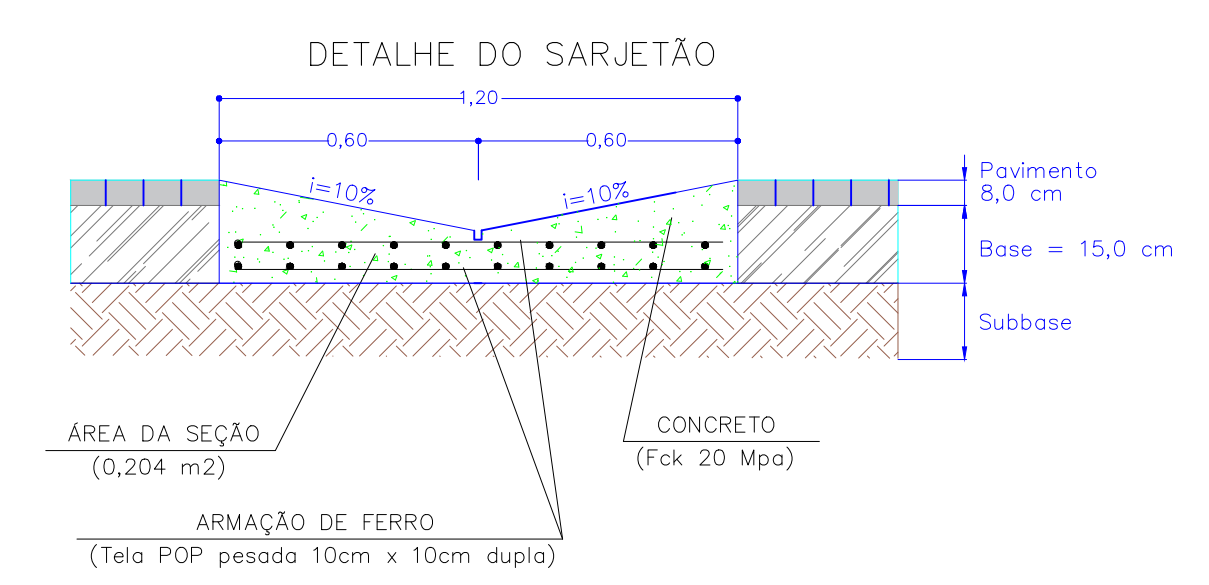 DETALHE DO SARJETÃO
1,20
0,60
0,60
i=10%
i=10%
Pavimento
8,0 cm
Base = 15,0 cm
Subbase
ÁREA DA SEÇÃO
(0,204 m2)
CONCRETO
(Fck 20 Mpa)
ARMAÇÃO DE FERRO
(Tela POP pesada 10cm x 10cm dupla)